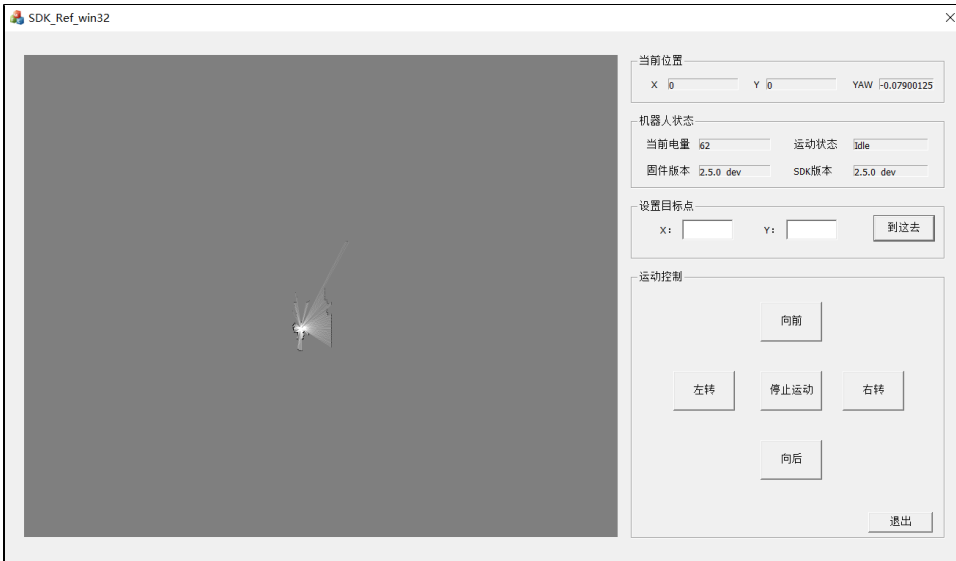 SDK_Ref_win32
当前位置
X 0 Y 0 YAW -0.07900125
机器人状态
当前电量 62 运动状态 Idle
固件版本 2.5.0 dev SDK版本 2.5.0 dev
设置目标点
X: Y: 到这去
运动控制
向前
左转 停止运动 右转
向后
退出